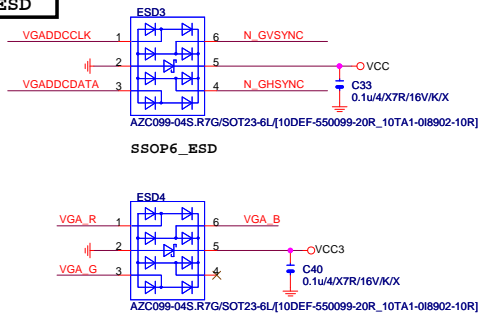 ESD
ESD3
VGADDCCLK 1 6 N_GVSYNC
2 5 VCC
VGADDCDATA 3 4 N_GHSYNC
C33
0.1u/4/X7R/16V/K/X
AZC099-04S.R7G/SOT23-6L/[10DEF-550099-20R_10TA1-0I8902-10R]
SSOP6_ESD
ESD4
VGA_R 1 6 VGA_B
2 5 VCC3
VGA_G 3 4
C40
0.1u/4/X7R/16V/K/X
AZC099-04S.R7G/SOT23-6L/[10DEF-550099-20R_10TA1-0I8902-10R]